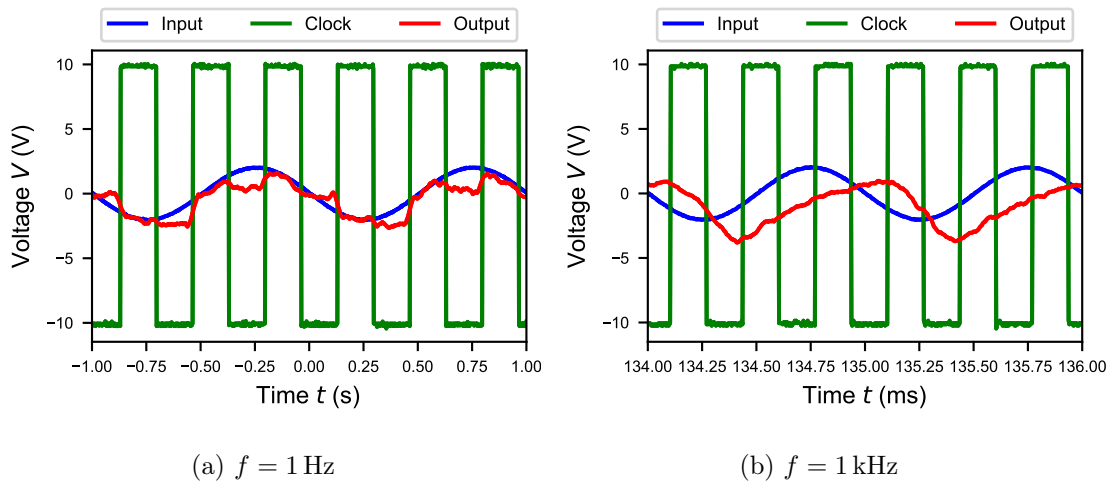 Input Clock Output
Input Clock Output
10
5
0
−5
−10
Voltage V (V)
−1.00 −0.75 −0.50 −0.25 0.00 0.25 0.50 0.75 1.00
Time t (s)
10
5
0
−5
−10
Voltage V (V)
134.00 134.25 134.50 134.75 135.00 135.25 135.50 135.75 136.00
Time t (ms)
(a) f = 1 Hz
(b) f = 1 kHz